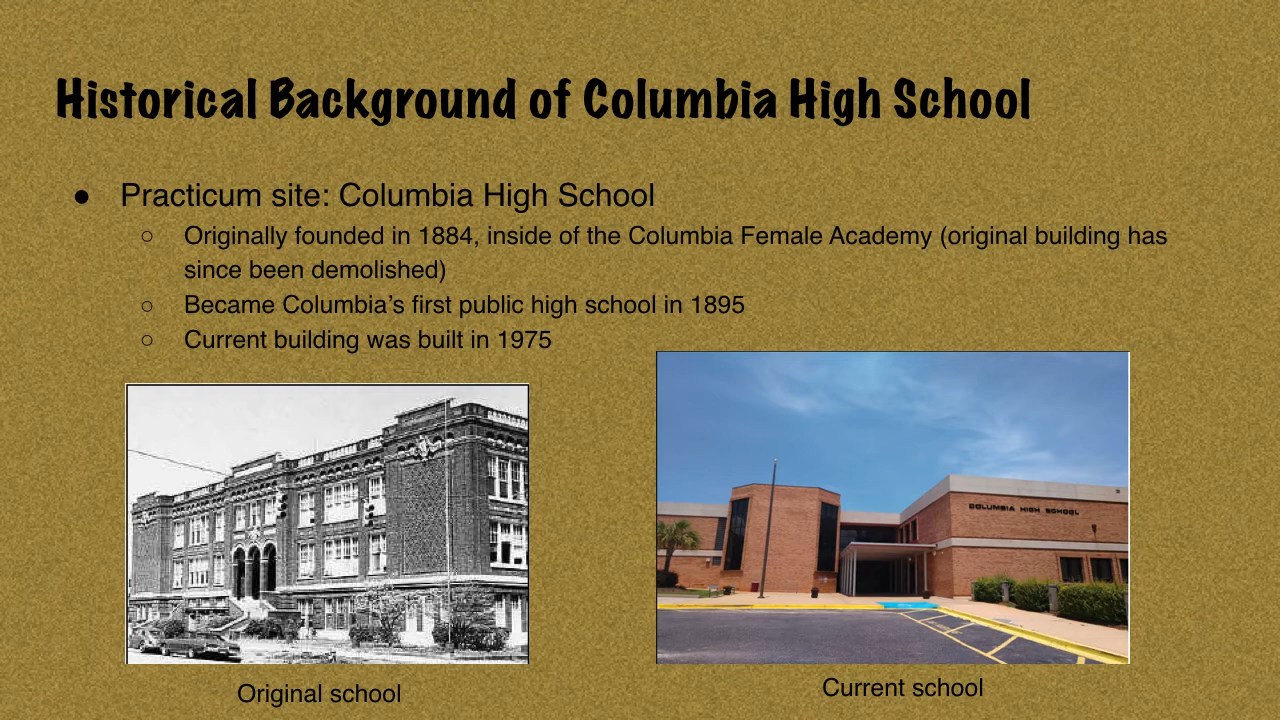 Historical Background of Columbia High School
● Practicum site: Columbia High School
○ Originally founded in 1884, inside of the Columbia Female Academy (original building has
since been demolished)
○ Became Columbia’s first public high school in 1895
○ Current building was built in 1975
COLUMBIA HIGH SCHOOL
Original school
Current school